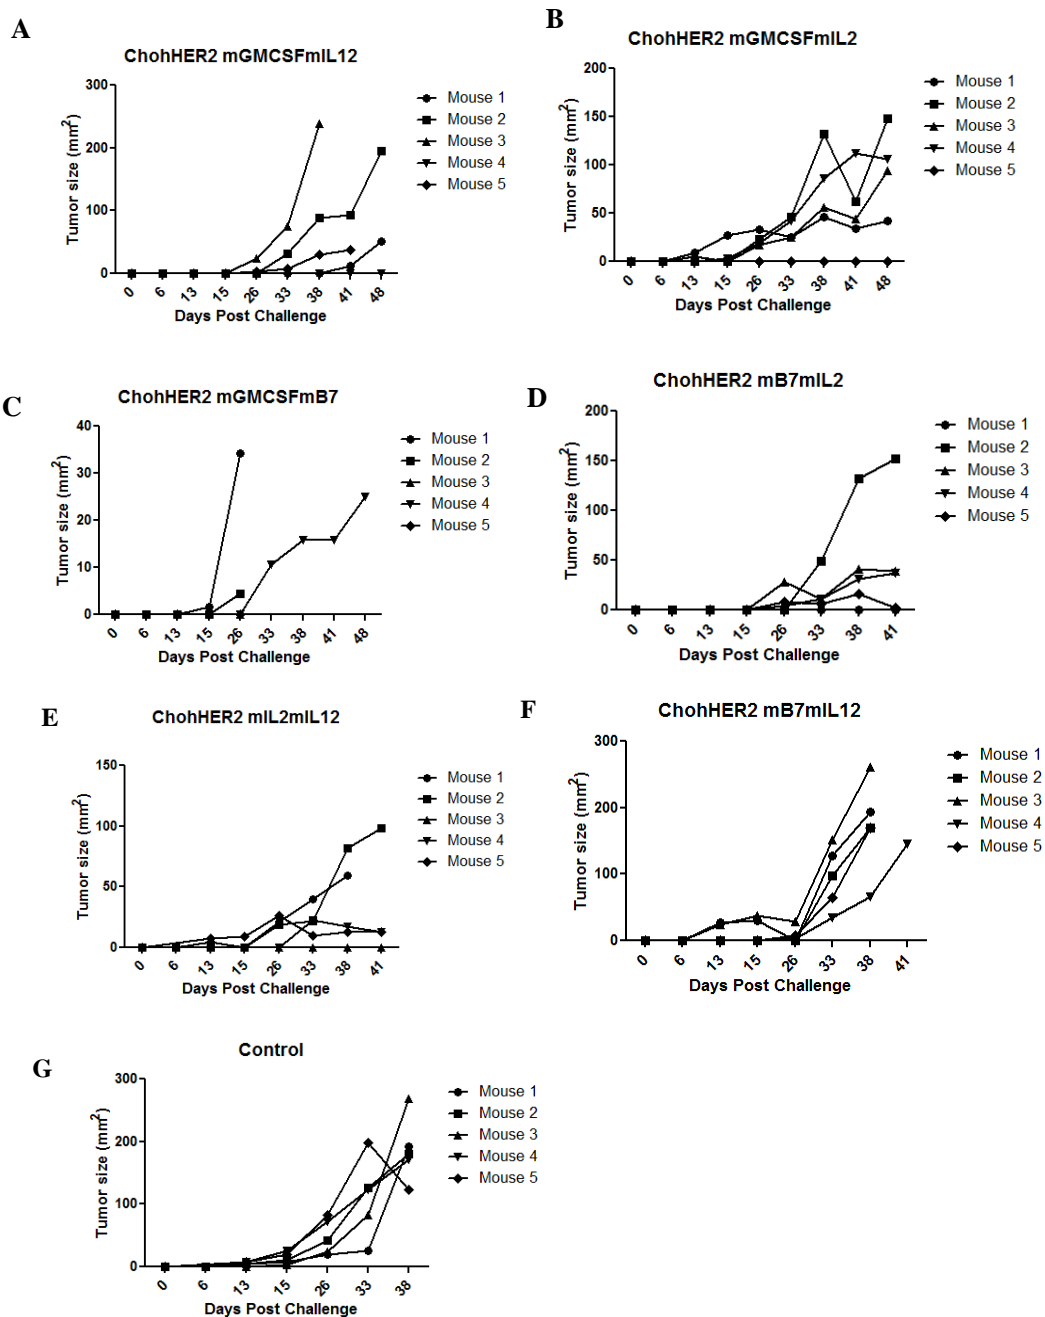 A
ChohHER2 mGMCSFmIL12
Tumor size (mm2)
300
200
100
0
0 6 13 15 26 33 38 41 48
Days Post Challenge
Mouse 1
Mouse 2
Mouse 3
Mouse 4
Mouse 5
B
ChohHER2 mGMCSFmIL2
Tumor size (mm2)
200
150
100
50
0
0 6 13 15 26 33 38 41 48
Days Post Challenge
Mouse 1
Mouse 2
Mouse 3
Mouse 4
Mouse 5
C
ChohHER2 mGMCSFmB7
Tumor size (mm2)
40
30
20
10
0
0 6 13 15 26 33 38 41 48
Days Post Challenge
Mouse 1
Mouse 2
Mouse 3
Mouse 4
Mouse 5
D
ChohHER2 mB7mIL2
Tumor size (mm2)
200
150
100
50
0
0 6 13 15 26 33 38 41
Days Post Challenge
Mouse 1
Mouse 2
Mouse 3
Mouse 4
Mouse 5
E
ChohHER2 mIL2mIL12
Tumor size (mm2)
150
100
50
0
0 6 13 15 26 33 38 41
Days Post Challenge
Mouse 1
Mouse 2
Mouse 3
Mouse 4
Mouse 5
F
ChohHER2 mB7mIL12
Tumor size (mm2)
300
200
100
0
0 6 13 15 26 33 38 41
Days Post Challenge
Mouse 1
Mouse 2
Mouse 3
Mouse 4
Mouse 5
G
Control
Tumor size (mm2)
300
200
100
0
0 6 13 15 26 33 38
Days Post Challenge
Mouse 1
Mouse 2
Mouse 3
Mouse 4
Mouse 5